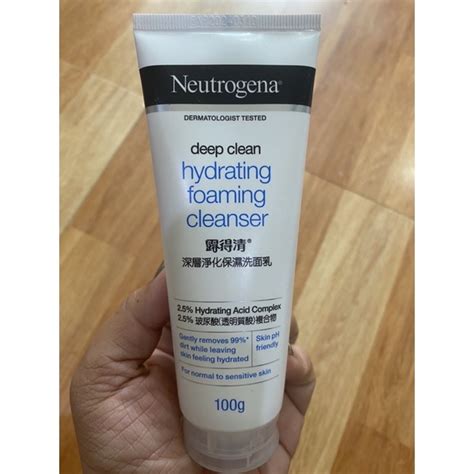 Neutrogena®
DERMATOLOGIST TESTED
deep clean
hydrating
foaming
cleanser
露得清®
深層淨化保濕洗面乳
2.5% Hydrating Acid Complex
2.5% 玻尿酸(透明質酸)複合物
Gently removes 99%*
dirt while leaving
skin feeling hydrated
Skin pH
friendly
For normal to sensitive skin
100g